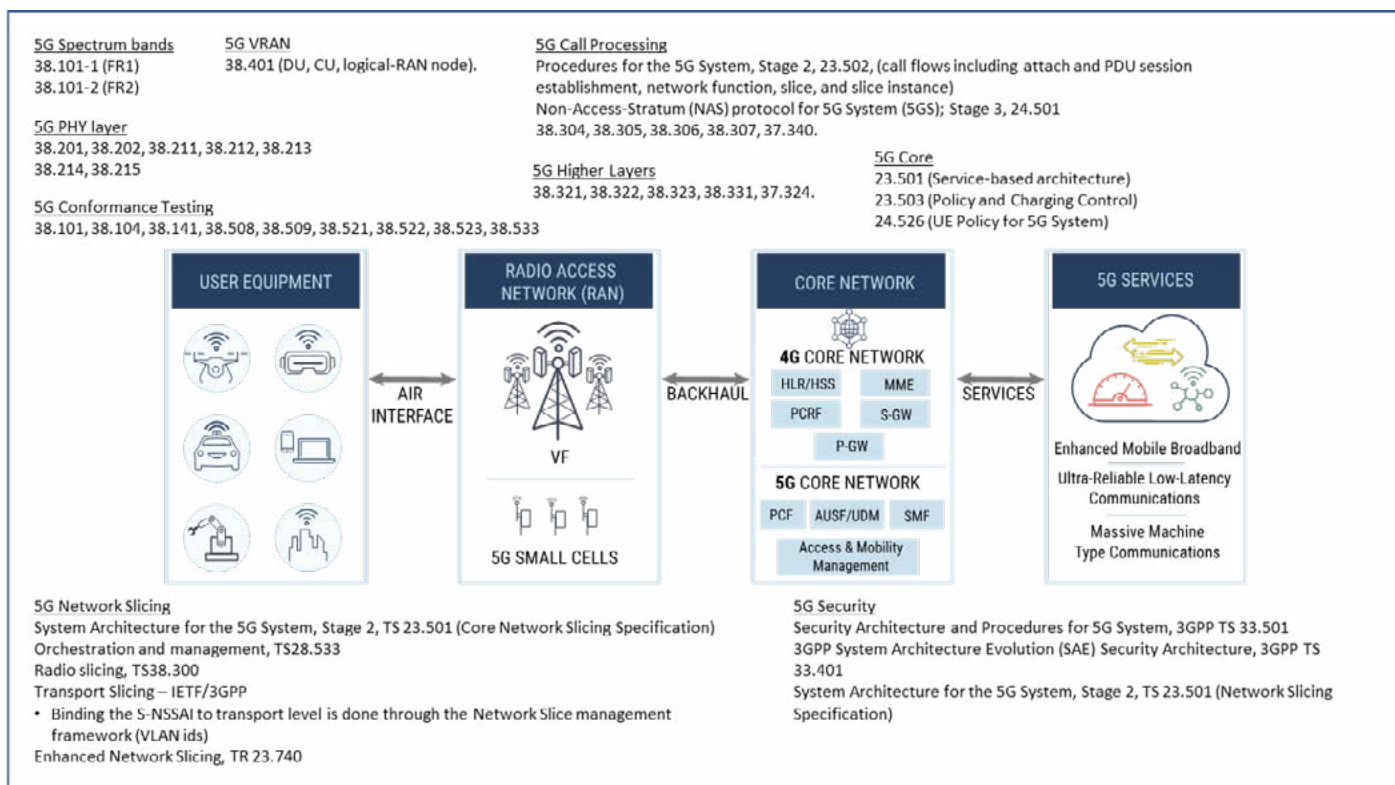 5G Spectrum bands
38.101-1 (FR1)
38.101-2 (FR2)
5G VRAN
38.401 (DU, CU, logical-RAN node).
5G Call Processing
Procedures for the 5G System, Stage 2, 23.502, (call flows including attach and PDU session
establishment, network function, slice, and slice instance)
Non-Access-Stratum (NAS) protocol for 5G System (5GS); Stage 3, 24.501
38.304, 38.305, 38.306, 38.307, 37.340.
5G PHY layer
38.201, 38.202, 38.211, 38.212, 38.213
38.214, 38.215
5G Higher Layers
38.321, 38.322, 38.323, 38.331, 37.324.
5G Core
23.501 (Service-based architecture)
23.503 (Policy and Charging Control)
24.526 (UE Policy for 5G System)
5G Conformance Testing
38.101, 38.104, 38.141, 38.508, 38.509, 38.521, 38.522, 38.523, 38.533
USER EQUIPMENT
AIR
INTERFACE
RADIO ACCESS
NETWORK (RAN)
VF
5G SMALL CELLS
BACKHAUL
CORE NETWORK
4G CORE NETWORK
HLR/HSS
MME
PCRF
S-GW
P-GW
5G CORE NETWORK
PCF
AUSF/UDM
SMF
Access & Mobility
Management
SERVICES
5G SERVICES
Enhanced Mobile Broadband
Ultra-Reliable Low-Latency
Communications
Massive Machine
Type Communications
5G Network Slicing
System Architecture for the 5G System, Stage 2, TS 23.501 (Core Network Slicing Specification)
Orchestration and management, TS28.533
Radio slicing, TS38.300
Transport Slicing – IETF/3GPP
• Binding the S-NSSAI to transport level is done through the Network Slice management
framework (VLAN ids)
Enhanced Network Slicing, TR 23.740
5G Security
Security Architecture and Procedures for 5G System, 3GPP TS 33.501
3GPP System Architecture Evolution (SAE) Security Architecture, 3GPP TS
33.401
System Architecture for the 5G System, Stage 2, TS 23.501 (Network Slicing
Specification)